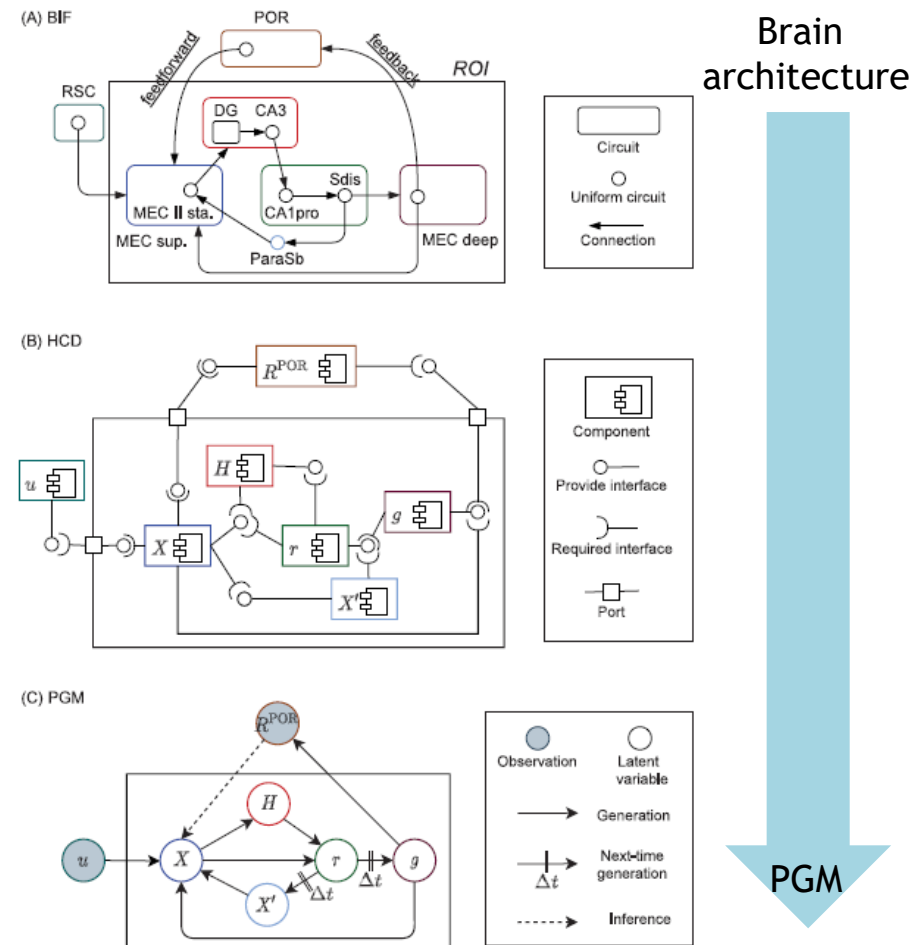 (A) BIF
POR
feedforward
feedback
ROI
RSC
DG
CA3
Sdis
MEC II sta.
CA1pro
MEC sup.
ParaSb
MEC deep
Circuit
Uniform circuit
Connection
Brain
architecture
(B) HCD
R^POR
u
H
g
X
r
X′
Component
Provide interface
Required interface
Port
(C) PGM
R^POR
H
u
X
r
g
Δt
Δt
X′
Observation
Latent
variable
Generation
Next-time
generation
Δt
Inference
PGM